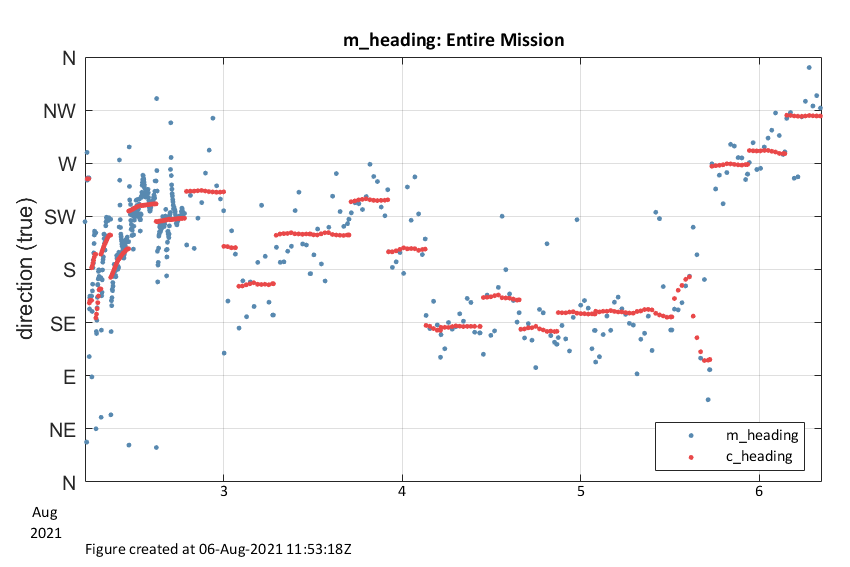 m_heading: Entire Mission
direction (true)
N
NW
W
SW
S
SE
E
NE
N
3
4
5
6
Aug
2021
m_heading
c_heading
Figure created at 06-Aug-2021 11:53:18Z